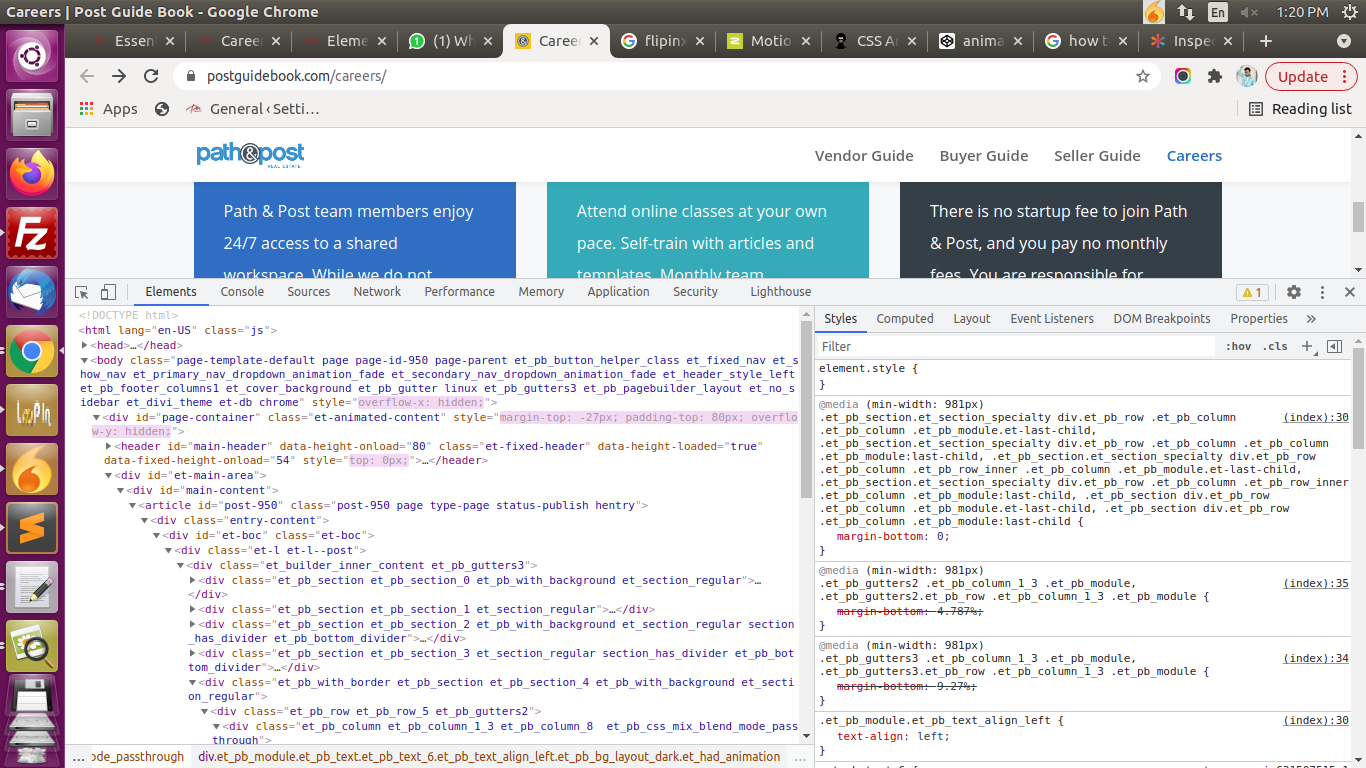 Careers | Post Guide Book - Google Chrome
En
1:20 PM
Essen
Caree
Eleme
(1) Wh
Caree
flipinx
Motio
CSS A
anima
how t
Inspec
postguidebook.com/careers/
Update
Apps
General ‹ Setti…
Reading list
path&post
REAL ESTATE
Vendor Guide
Buyer Guide
Seller Guide
Careers
Path & Post team members enjoy
24/7 access to a shared
workspace. While we do not
Attend online classes at your own
pace. Self-train with articles and
templates. Monthly team
There is no startup fee to join Path
& Post, and you pay no monthly
fees. You are responsible for
Elements
Console
Sources
Network
Performance
Memory
Application
Security
Lighthouse
1
<!DOCTYPE html>
<html lang="en-US" class="js">
<head>…</head>
<body class="page-template-default page page-id-950 page-parent et_pb_button_helper_class et_fixed_nav et_s
how_nav et_primary_nav_dropdown_animation_fade et_secondary_nav_dropdown_animation_fade et_header_style_left
et_pb_footer_columns1 et_cover_background et_pb_gutter linux et_pb_gutters3 et_pb_pagebuilder_layout et_no_s
idebar et_divi_theme et-db chrome" style="overflow-x: hidden;">
<div id="page-container" class="et-animated-content" style="margin-top: -27px; padding-top: 80px; overflo
w-y: hidden;">
<header id="main-header" data-height-onload="80" class="et-fixed-header" data-height-loaded="true"
data-fixed-height-onload="54" style="top: 0px;">…</header>
<div id="et-main-area">
<div id="main-content">
<article id="post-950" class="post-950 page type-page status-publish hentry">
<div class="entry-content">
<div id="et-boc" class="et-boc">
<div class="et-l et-l--post">
<div class="et_builder_inner_content et_pb_gutters3">
<div class="et_pb_section et_pb_section_0 et_pb_with_background et_section_regular">…
</div>
<div class="et_pb_section et_pb_section_1 et_section_regular">…</div>
<div class="et_pb_section et_pb_section_2 et_pb_with_background et_section_regular section
_has_divider et_pb_bottom_divider">…</div>
<div class="et_pb_section et_pb_section_3 et_section_regular section_has_divider et_pb_bot
tom_divider">…</div>
<div class="et_pb_with_border et_pb_section et_pb_section_4 et_pb_with_background et_secti
on_regular">
<div class="et_pb_row et_pb_row_5 et_pb_gutters2">
<div class="et_pb_column et_pb_column_1_3 et_pb_column_8  et_pb_css_mix_blend_mode_pass
through">
… ode_passthrough
div.et_pb_module.et_pb_text.et_pb_text_6.et_pb_text_align_left.et_pb_bg_layout_dark.et_had_animation
…
Styles
Computed
Layout
Event Listeners
DOM Breakpoints
Properties
»
Filter
:hov
.cls
element.style {
}
@media (min-width: 981px)
.et_pb_section.et_section_specialty div.et_pb_row .et_pb_column (index):30
.et_pb_column .et_pb_module.et-last-child,
.et_pb_section.et_section_specialty div.et_pb_row .et_pb_column .et_pb_column
.et_pb_module:last-child, .et_pb_section.et_section_specialty div.et_pb_row
.et_pb_column .et_pb_row_inner .et_pb_column .et_pb_module.et-last-child,
.et_pb_section.et_section_specialty div.et_pb_row .et_pb_column .et_pb_row_inner
.et_pb_column .et_pb_module:last-child, .et_pb_section div.et_pb_row
.et_pb_column .et_pb_module.et-last-child, .et_pb_section div.et_pb_row
.et_pb_column .et_pb_module:last-child {
margin-bottom: 0;
}
@media (min-width: 981px)
.et_pb_gutters2 .et_pb_column_1_3 .et_pb_module, (index):35
.et_pb_gutters2.et_pb_row .et_pb_column_1_3 .et_pb_module {
margin-bottom: 4.787%;
}
@media (min-width: 981px)
.et_pb_gutters3 .et_pb_column_1_3 .et_pb_module, (index):34
.et_pb_gutters3.et_pb_row .et_pb_column_1_3 .et_pb_module {
margin-bottom: 9.27%;
}
.et_pb_module.et_pb_text_align_left { (index):30
text-align: left;
}